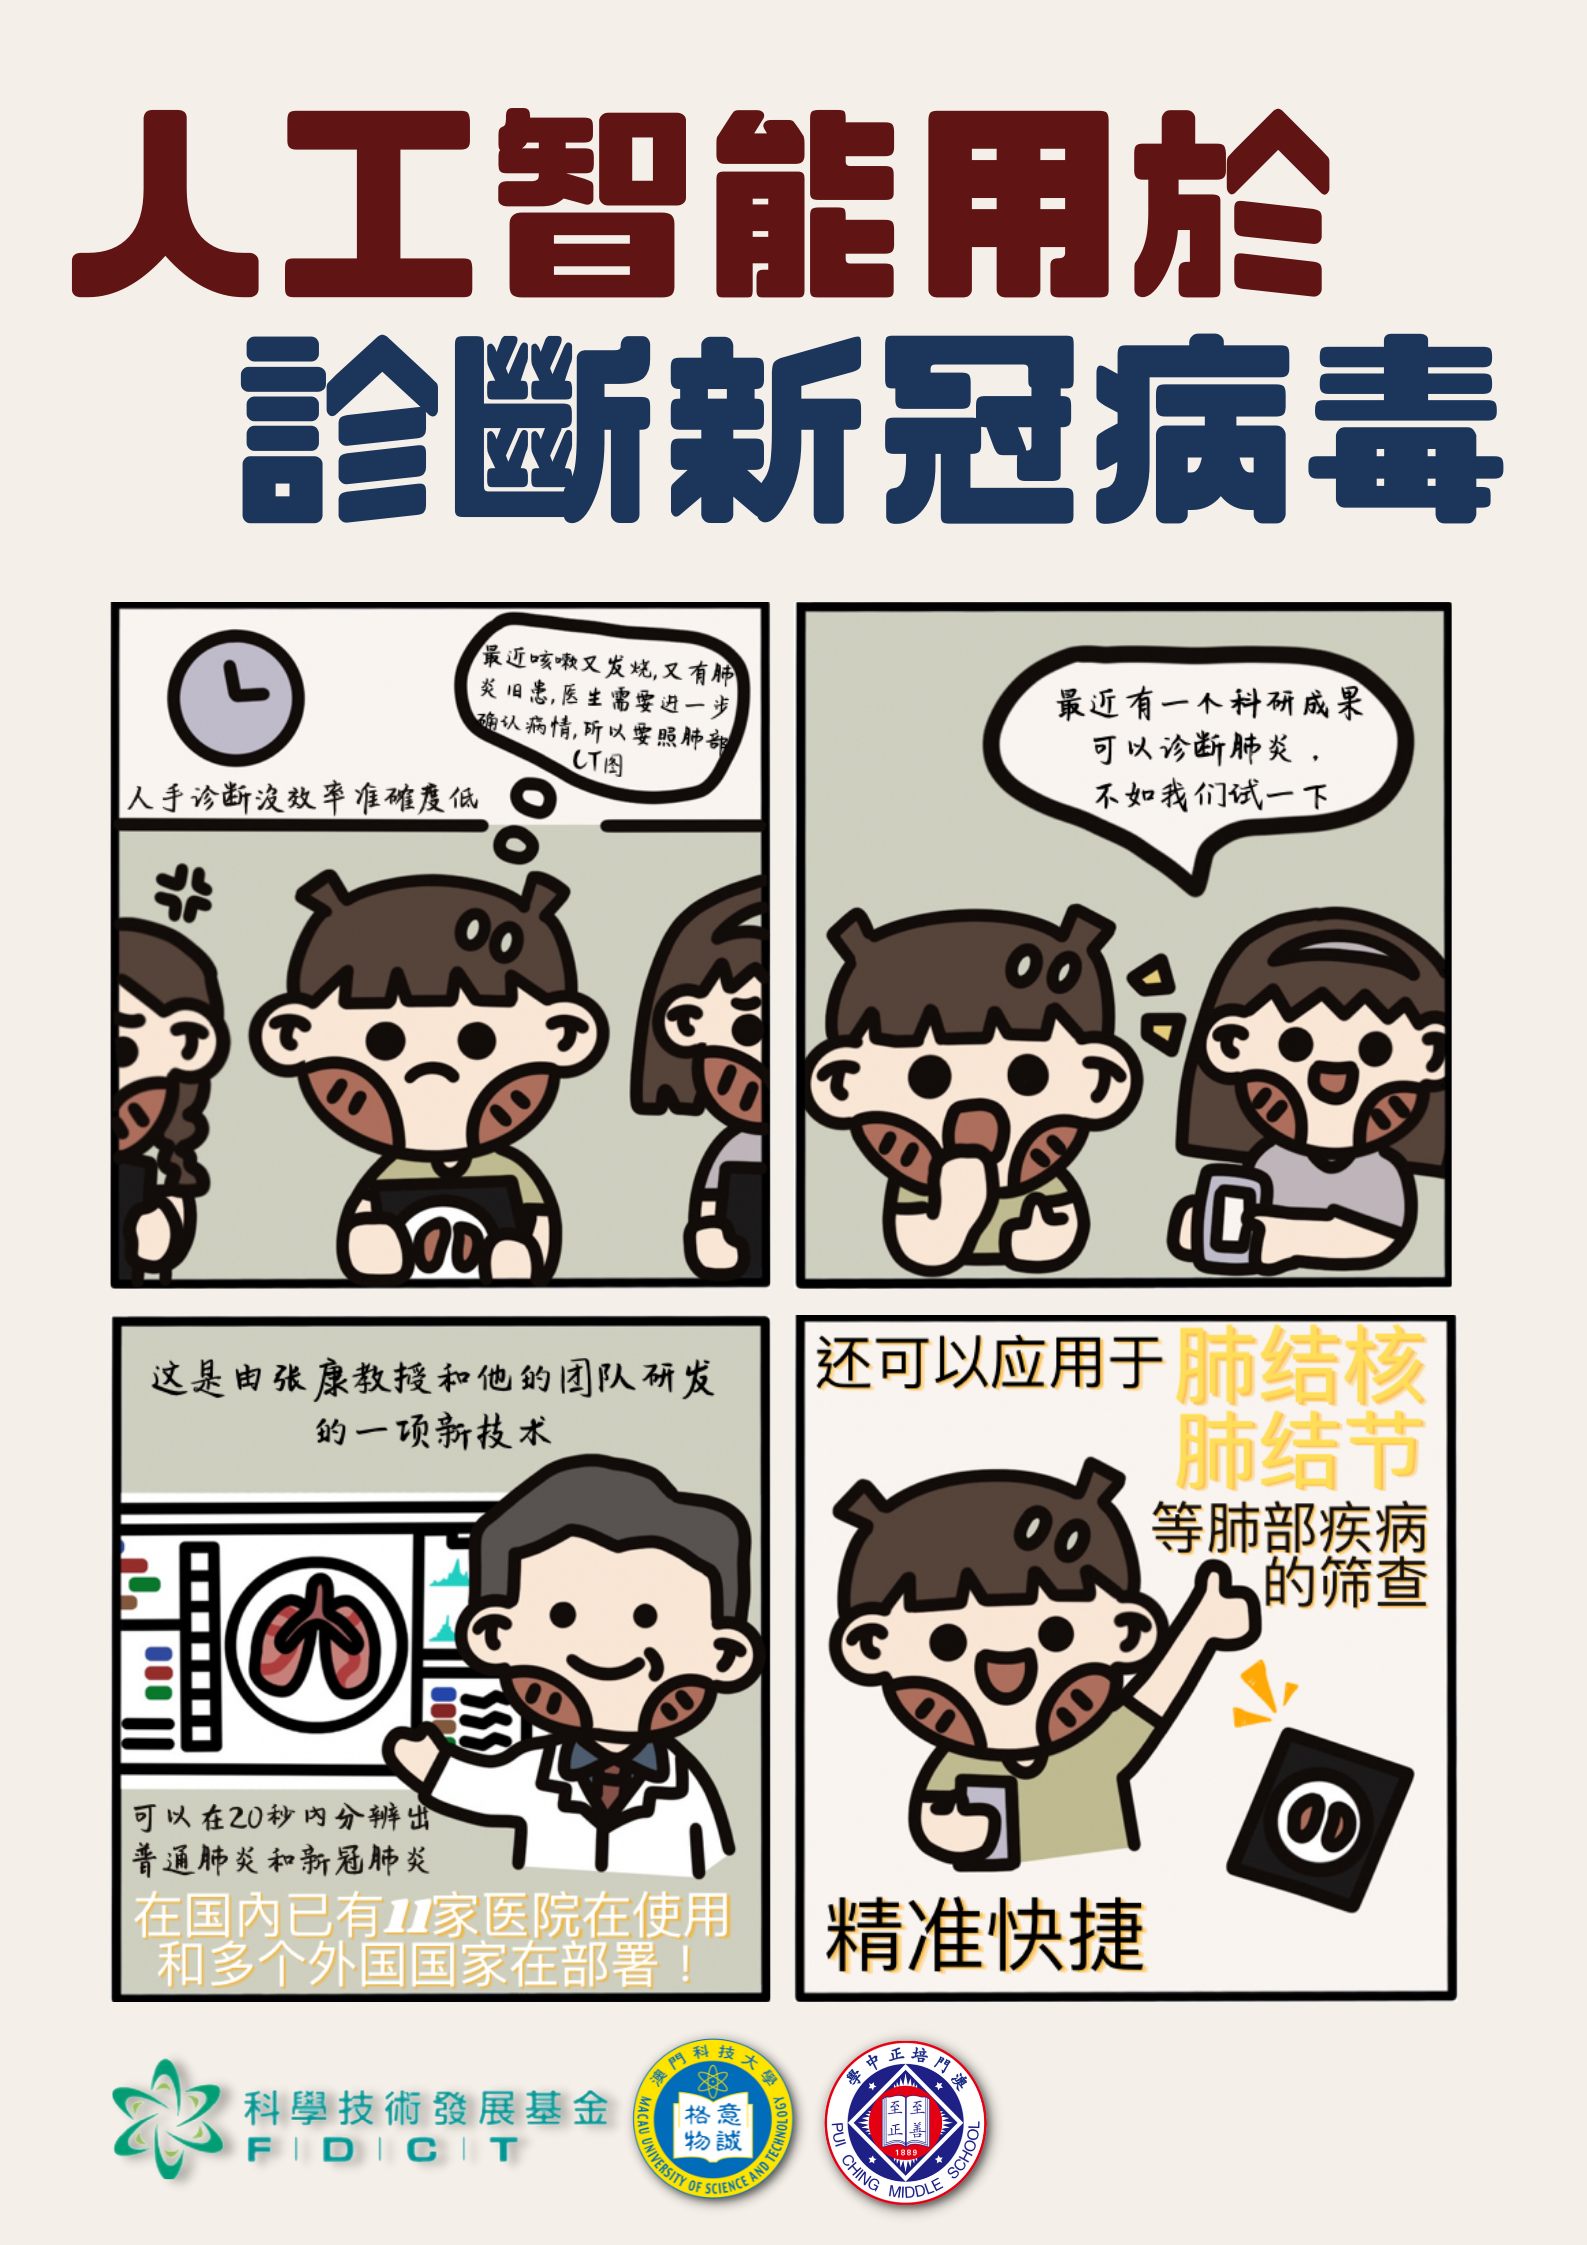 人工智能用於
診斷新冠病毒
最近咳嗽又发烧,又有肺
炎旧患,医生需要进一步
确认病情,所以要照肺部
CT图
人手诊断沒效率准確度低
最近有一个科研成果
可以诊断肺炎，
不如我们试一下
这是由张康教授和他的团队研发
的一项新技术
可以在20秒内分辨出
普通肺炎和新冠肺炎
在国內已有11家医院在使用
和多个外国国家在部署！
还可以应用于肺结核
肺结节
等肺部疾病
的筛查
精准快捷
科學技術發展基金
FDCT
澳門科技大學
格意
物誠
MACAU UNIVERSITY OF SCIENCE AND TECHNOLOGY
學中正培門澳
至至
正善
1889
PUI CHING MIDDLE SCHOOL